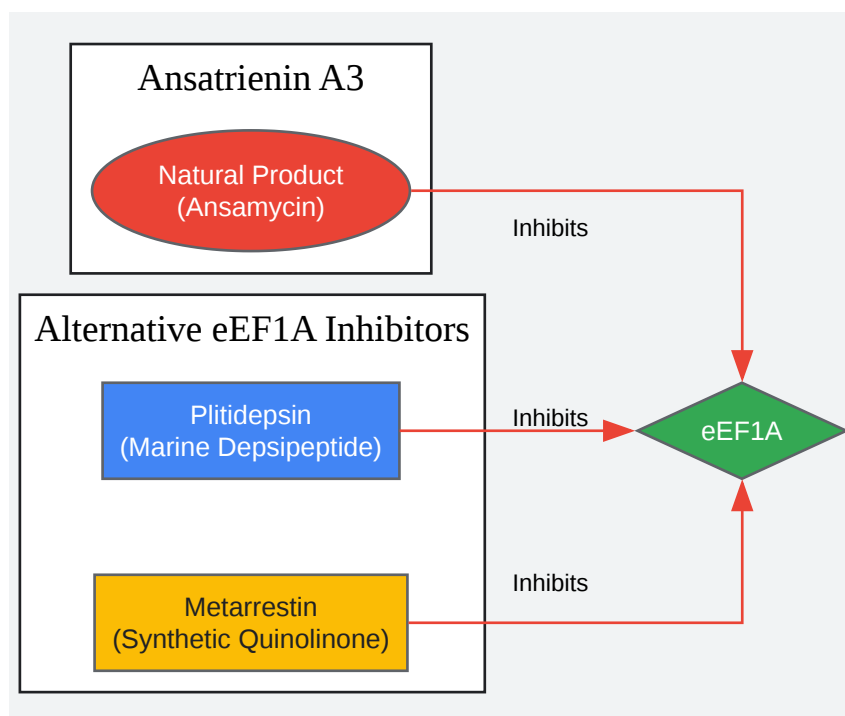 Ansatrienin A3
Natural Product
(Ansamycin)
Inhibits
Alternative eEF1A Inhibitors
Plitidepsin
(Marine Depsipeptide)
Inhibits
eEF1A
Inhibits
Metarrestin
(Synthetic Quinolinone)